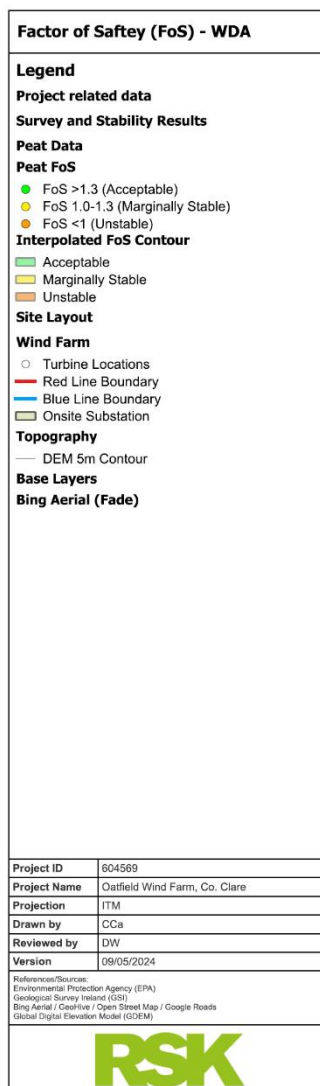 Factor of Saftey (FoS) - WDA
Legend
Project related data
Survey and Stability Results
Peat Data
Peat FoS
FoS >1.3 (Acceptable)
FoS 1.0-1.3 (Marginally Stable)
FoS <1 (Unstable)
Interpolated FoS Contour
Acceptable
Marginally Stable
Unstable
Site Layout
Wind Farm
Turbine Locations
Red Line Boundary
Blue Line Boundary
Onsite Substation
Topography
DEM 5m Contour
Base Layers
Bing Aerial (Fade)
Project ID 604569
Project Name Oatfield Wind Farm, Co. Clare
Projection ITM
Drawn by CCa
Reviewed by DW
Version 09/05/2024
References/Sources:
Environmental Protection Agency (EPA)
Geological Survey Ireland (GSI)
Bing Aerial / GeoHive / Open Street Map / Google Roads
Global Digital Elevation Model (GDEM)
RSK